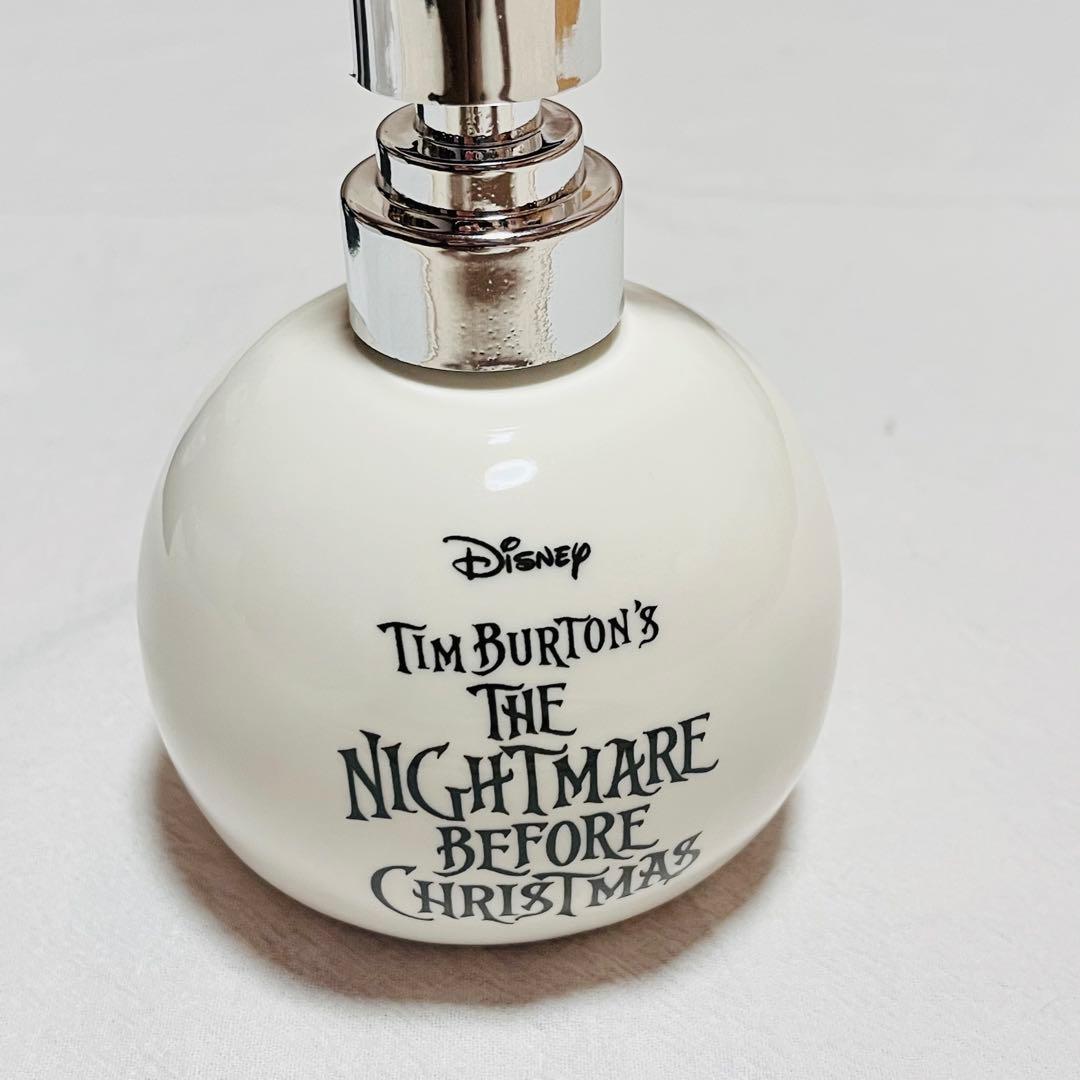 Disney
TIM BURTON'S
THE
NIGHTMARE
BEFORE
CHRISTMAS